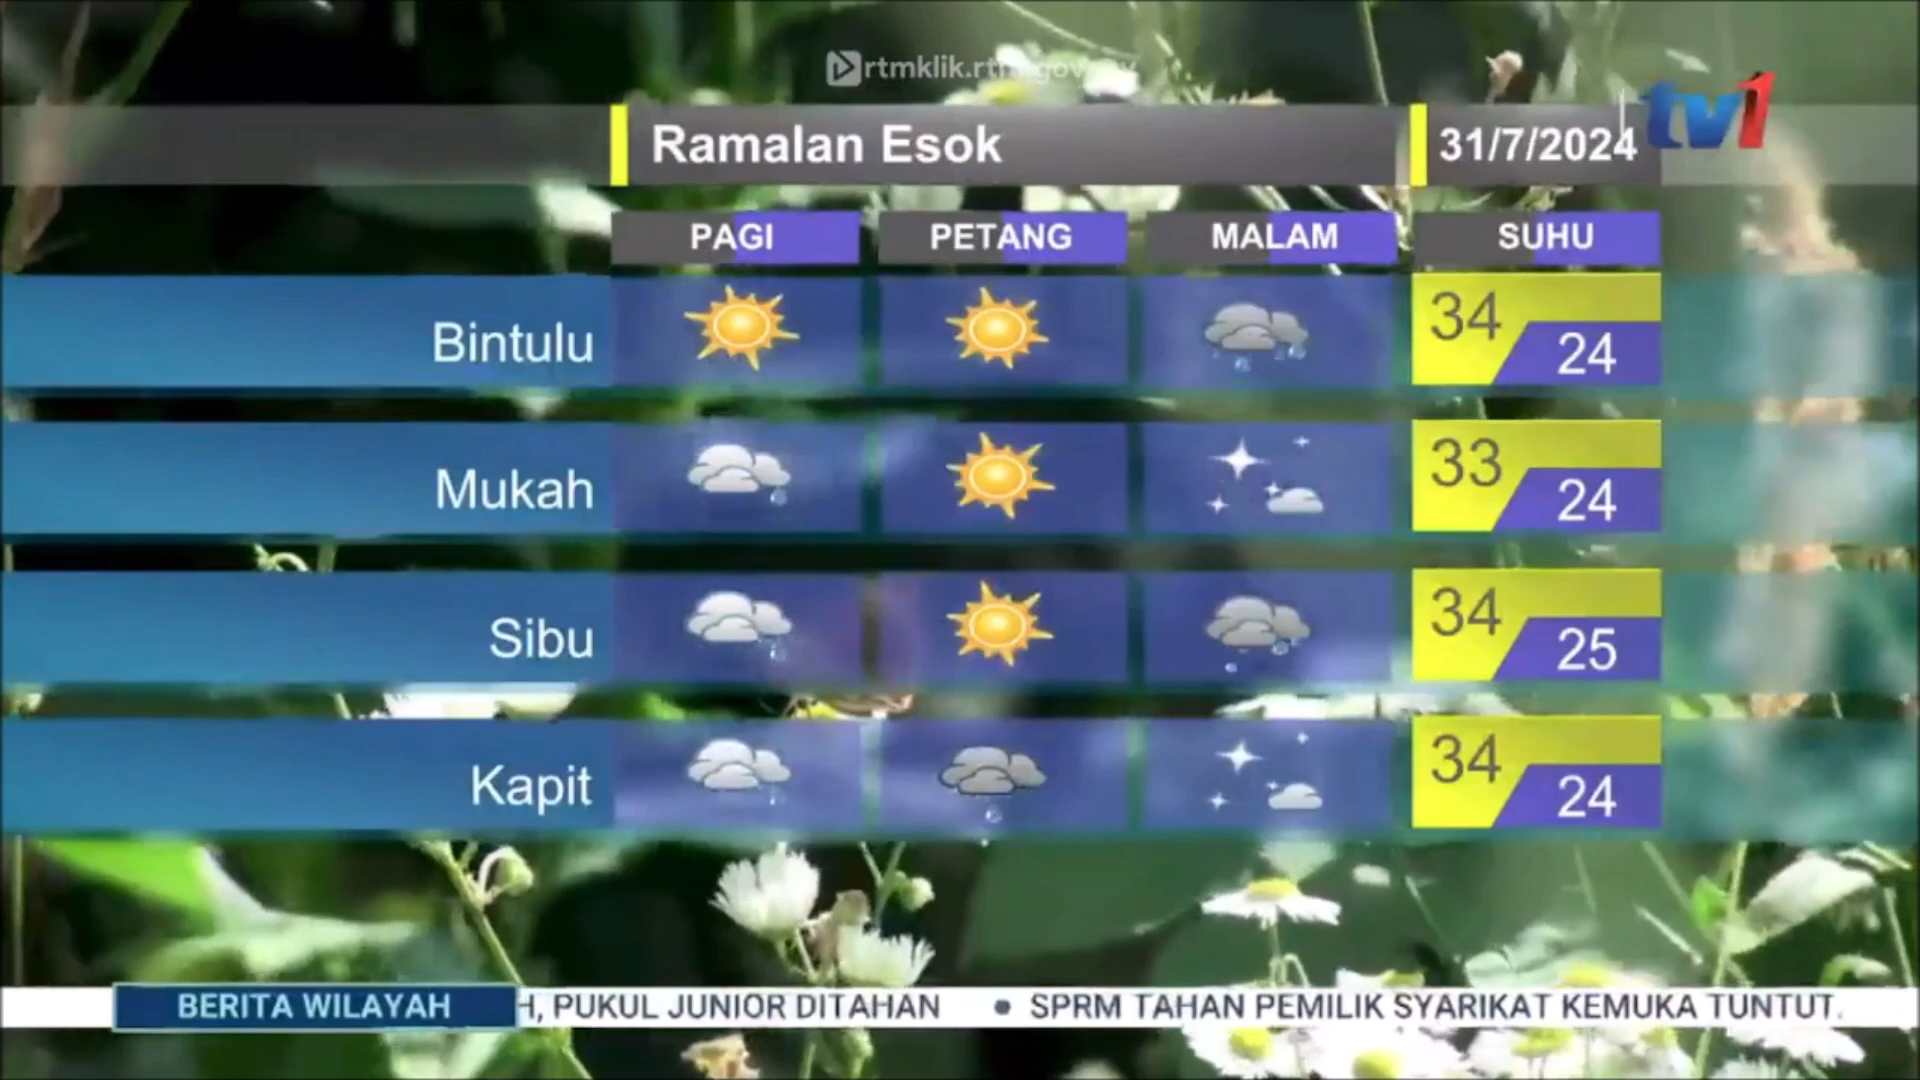 rtmklik.rtm.gov.my
tv1
Ramalan Esok 31/7/2024
PAGI PETANG MALAM SUHU
Bintulu 34 24
Mukah 33 24
Sibu 34 25
Kapit 34 24
BERITA WILAYAH H, PUKUL JUNIOR DITAHAN • SPRM TAHAN PEMILIK SYARIKAT KEMUKA TUNTUT